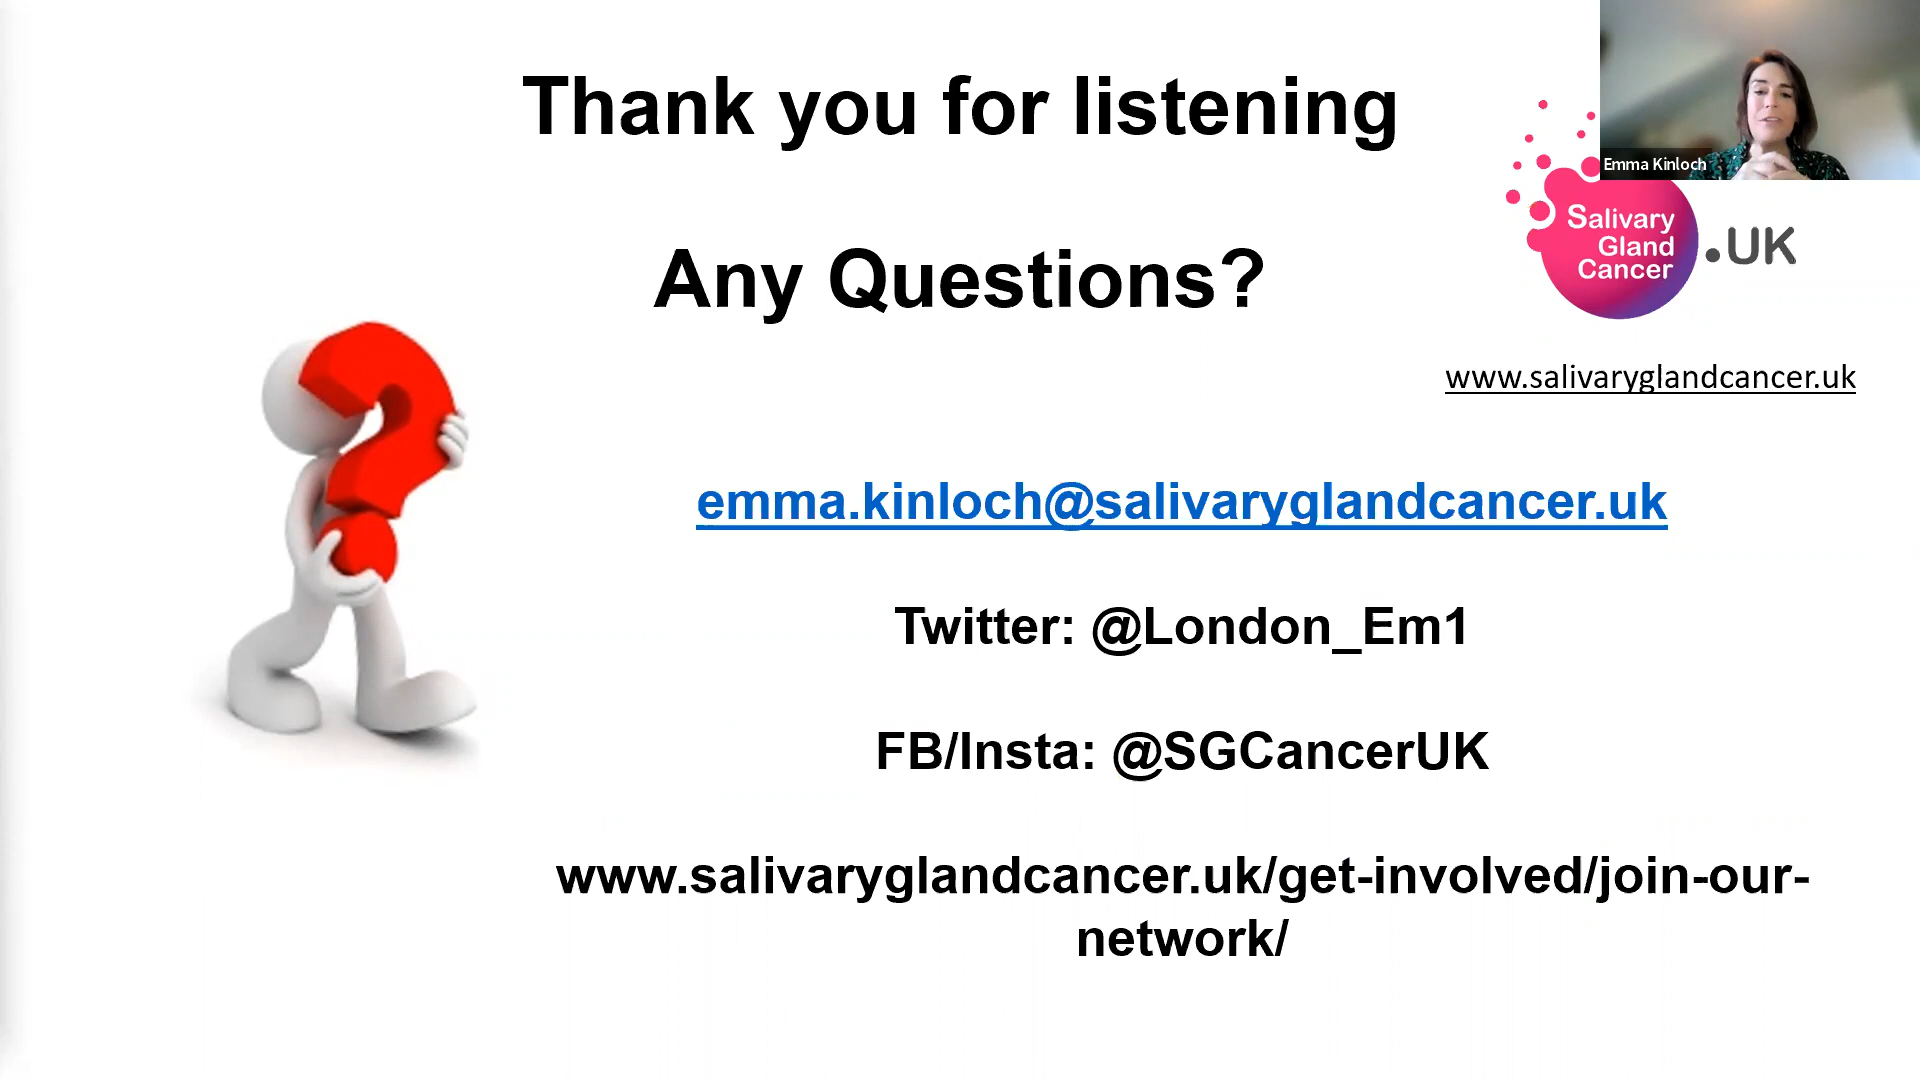 Thank you for listening
Any Questions?
Emma Kinloch
Salivary
Gland
Cancer
.UK
www.salivaryglandcancer.uk
emma.kinloch@salivaryglandcancer.uk
Twitter: @London_Em1
FB/Insta: @SGCancerUK
www.salivaryglandcancer.uk/get-involved/join-our-
network/